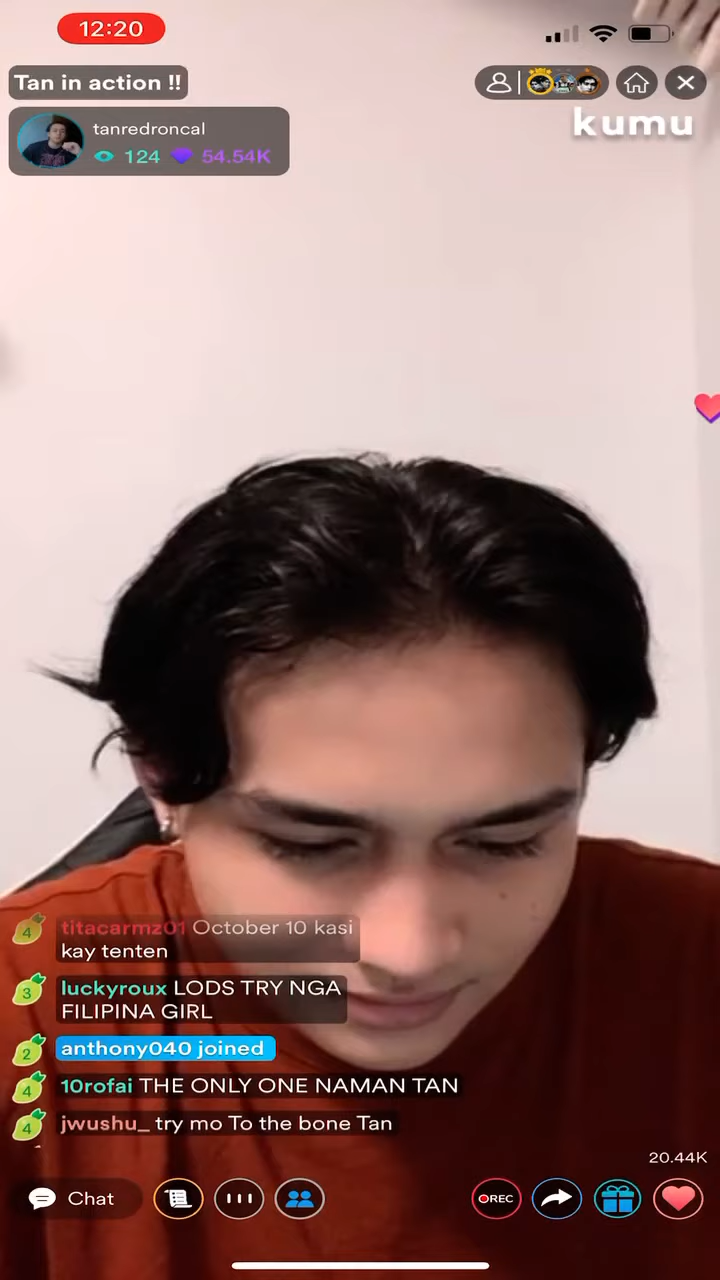 12:20
Tan in action !!
kumu
tanredroncal
124 54.54K
4 titacarmz01 October 10 kasi
kay tenten
3 luckyroux LODS TRY NGA
FILIPINA GIRL
2 anthony040 joined
4 10rofai THE ONLY ONE NAMAN TAN
4 jwushu_ try mo To the bone Tan
20.44K
Chat
REC